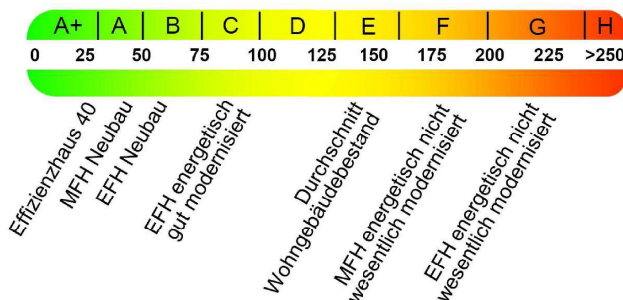 A+ A B C D E F G H
0 25 50 75 100 125 150 175 200 225 >250
Effizienzhaus 40
MFH Neubau
EFH Neubau
EFH energetisch
gut modernisiert
Durchschnitt
Wohngebäudebestand
MFH energetisch nicht
wesentlich modernisiert
EFH energetisch nicht
wesentlich modernisiert